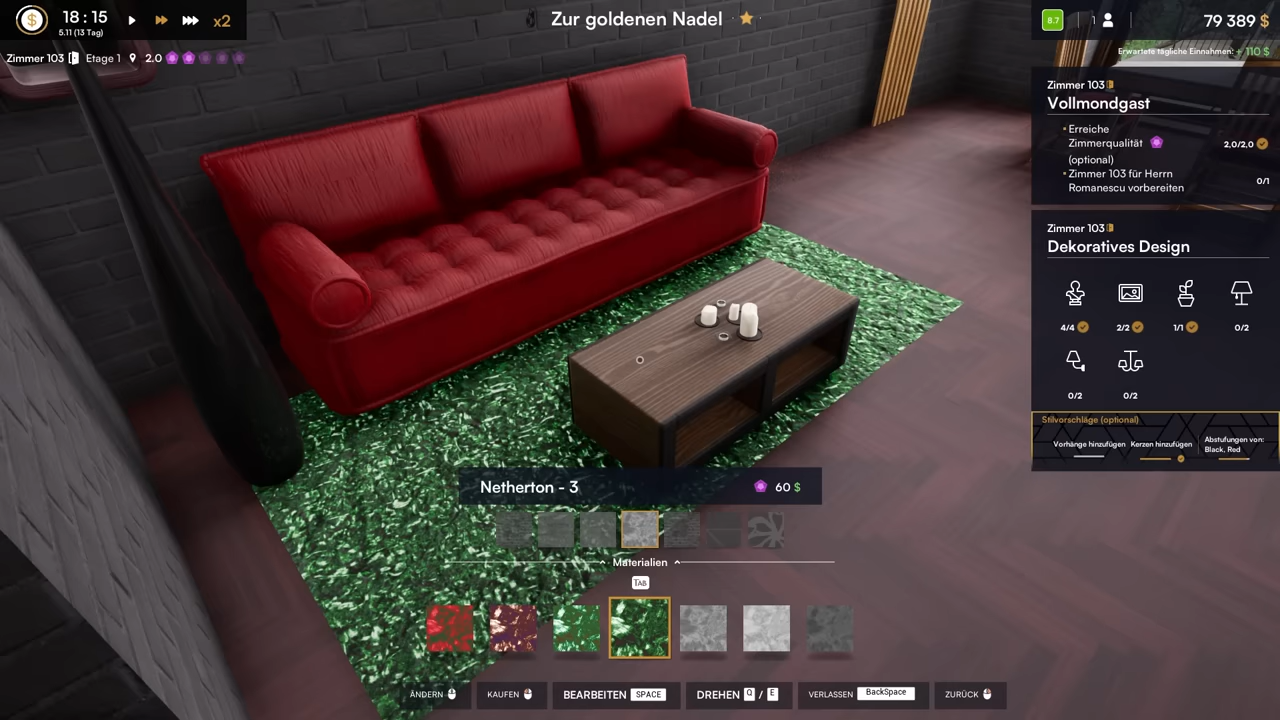 18:15
x2
5.11 (13 Tag)
Zur goldenen Nadel
8.7
1
79 389 $
Erwartete tägliche Einnahmen: + 110 $
Zimmer 103 Etage 1 2.0
Zimmer 103
Vollmondgast
Erreiche
Zimmerqualität
(optional)
2,0/2,0
Zimmer 103 für Herrn
Romanescu vorbereiten
0/1
Zimmer 103
Dekoratives Design
4/4 2/2 1/1 0/2
0/2 0/2
Stilvorschläge (optional)
Vorhänge hinzufügen
Kerzen hinzufügen
Abstufungen von:
Black, Red
Netherton - 3 60 $
Materialien
TAB
ÄNDERN
KAUFEN
BEARBEITEN SPACE
DREHEN Q / E
VERLASSEN BackSpace
ZURÜCK